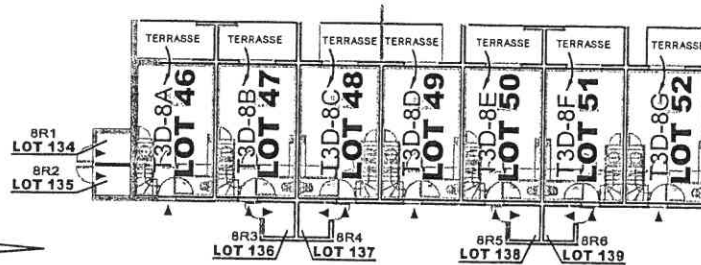 TERRASSE
TERRASSE
TERRASSE
TERRASSE
TERRASSE
TERRASSE
TERRASSE
T3D-8A
LOT 46
T3D-8B
LOT 47
T3D-8C
LOT 48
T3D-8D
LOT 49
T3D-8E
LOT 50
T3D-8F
LOT 51
T3D-8G
LOT 52
8R1
LOT 134
8R2
LOT 135
8R3
LOT 136
8R4
LOT 137
8R5
LOT 138
8R6
LOT 139